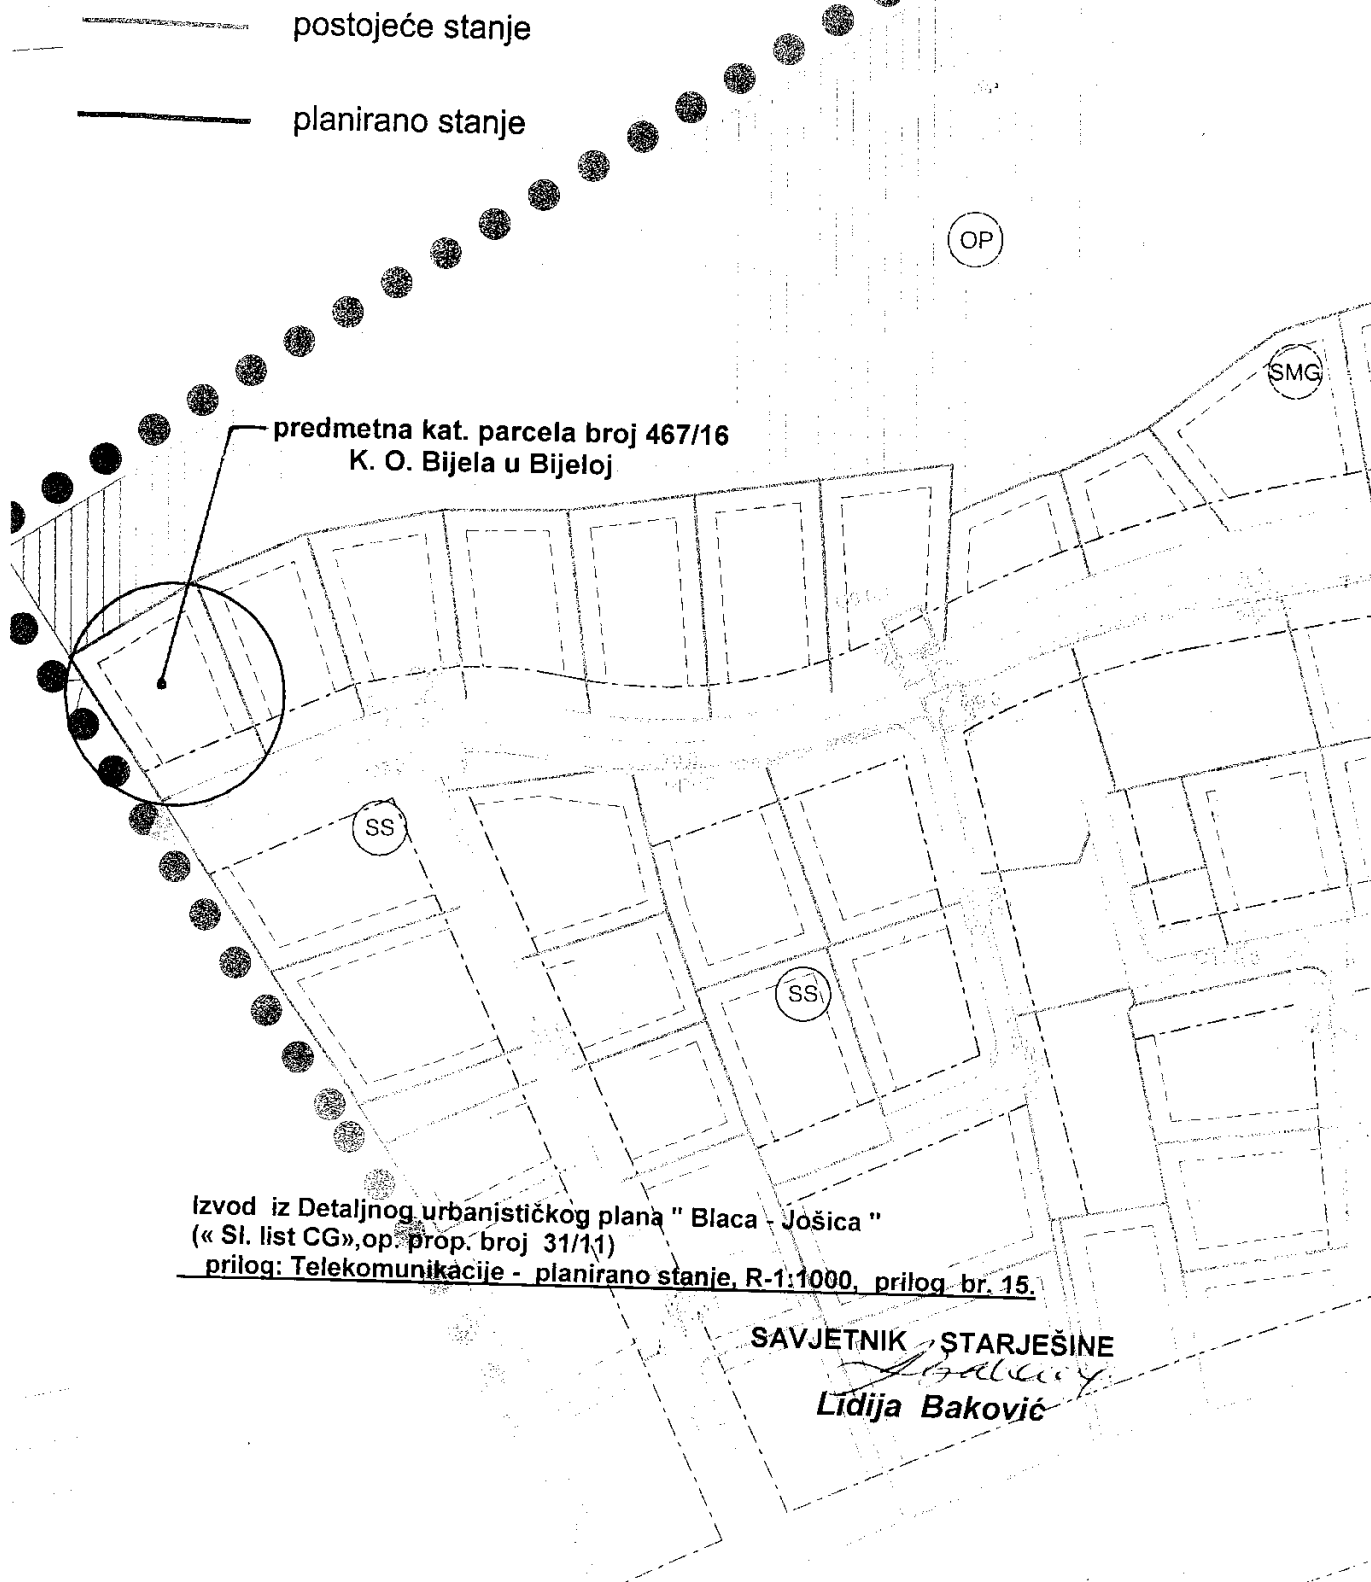 postojeće stanje
planirano stanje
OP
SMG
predmetna kat. parcela broj 467/16
K. O. Bijela u Bijeloj
SS
SS
Izvod iz Detaljnog urbanističkog plana " Blaca - Jošica "
(« Sl. list CG»,op. prop. broj 31/11)
prilog: Telekomunikacije - planirano stanje, R-1:1000, prilog br. 15.
SAVJETNIK STARJEŠINE
Lidija Baković